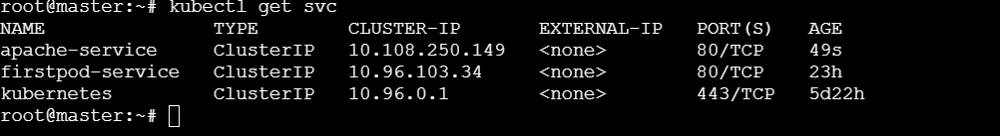 root@master:~# kubectl get svc
NAME TYPE CLUSTER-IP EXTERNAL-IP PORT(S) AGE
apache-service ClusterIP 10.108.250.149 <none> 80/TCP 49s
firstpod-service ClusterIP 10.96.103.34 <none> 80/TCP 23h
kubernetes ClusterIP 10.96.0.1 <none> 443/TCP 5d22h
root@master:~#